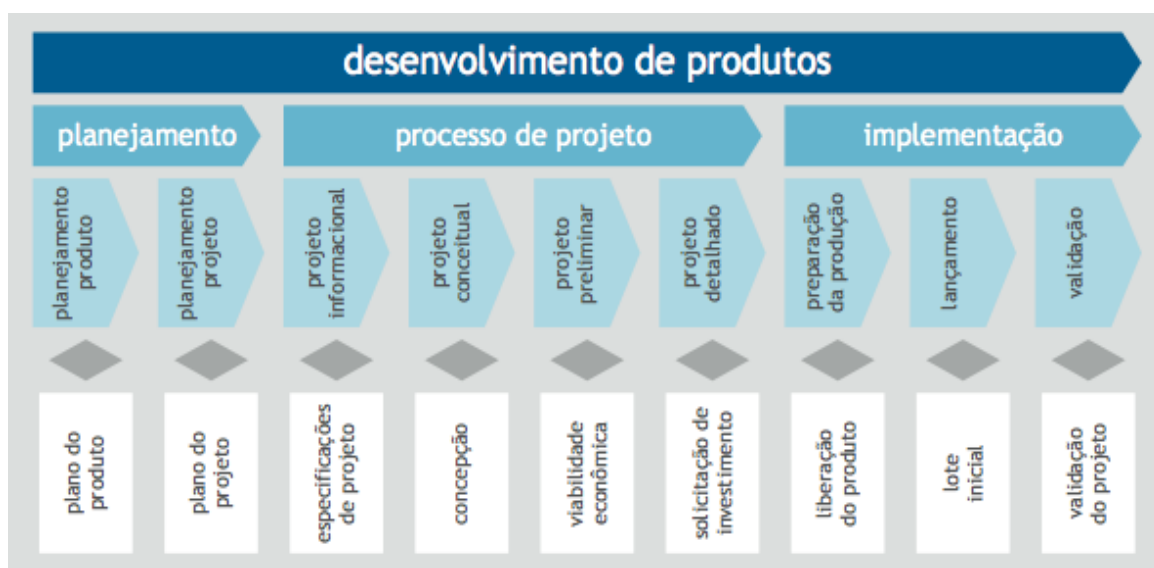 desenvolvimento de produtos
planejamento
processo de projeto
implementação
planejamento
produto
planejamento
projeto
projeto
informacional
projeto
conceitual
projeto
preliminar
projeto
detalhado
preparação
da produção
lançamento
validação
plano do
produto
plano do
projeto
especificações
de projeto
concepção
viabilidade
econômica
solicitação de
investimento
liberação
do produto
lote
inicial
validação
do projeto